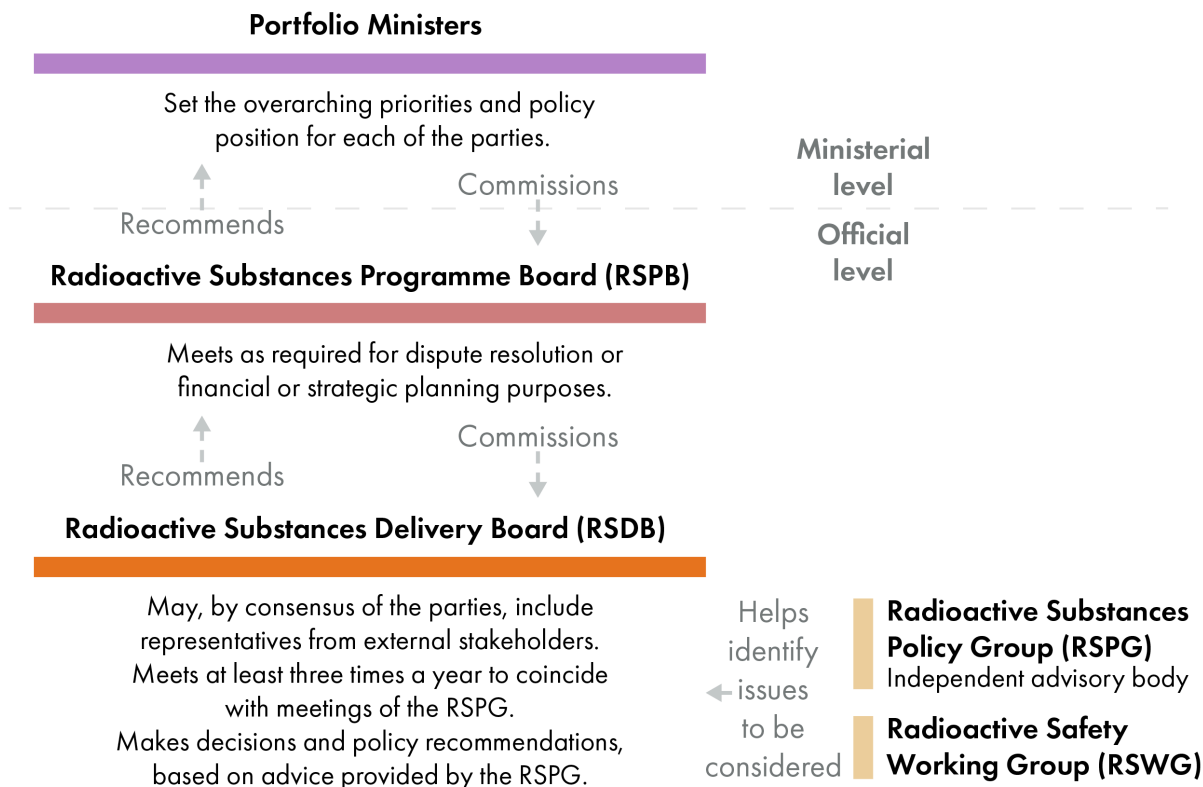 Portfolio Ministers
Set the overarching priorities and policy
position for each of the parties.
Ministerial
level
Commissions
Recommends
Official
level
Radioactive Substances Programme Board (RSPB)
Meets as required for dispute resolution or
financial or strategic planning purposes.
Commissions
Recommends
Radioactive Substances Delivery Board (RSDB)
May, by consensus of the parties, include
representatives from external stakeholders.
Meets at least three times a year to coincide
with meetings of the RSPG.
Makes decisions and policy recommendations,
based on advice provided by the RSPG.
Helps
identify
issues
to be
considered
Radioactive Substances
Policy Group (RSPG)
Independent advisory body
Radioactive Safety
Working Group (RSWG)